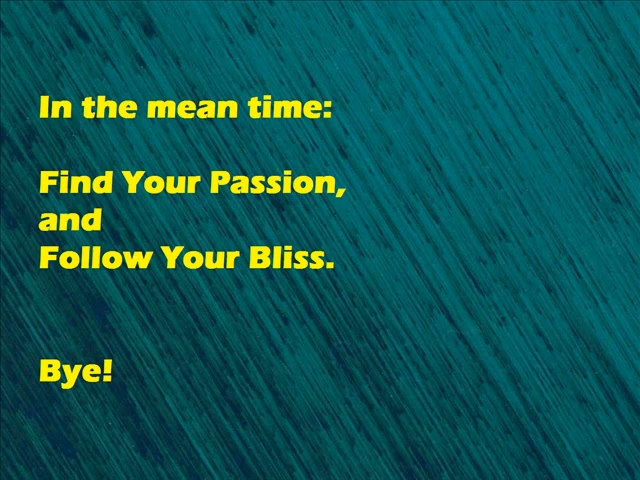 In the mean time:
Find Your Passion,
and
Follow Your Bliss.
Bye!